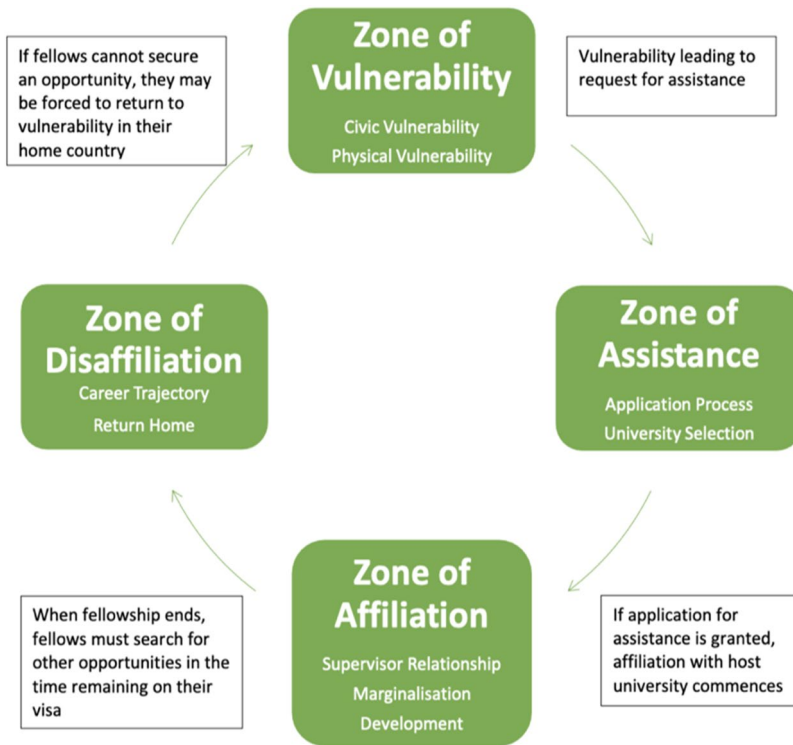 Zone of
Vulnerability
Civic Vulnerability
Physical Vulnerability
Vulnerability leading to
request for assistance
Zone of
Assistance
Application Process
University Selection
If application for
assistance is granted,
affiliation with host
university commences
Zone of
Affiliation
Supervisor Relationship
Marginalisation
Development
When fellowship ends,
fellows must search for
other opportunities in the
time remaining on their
visa
Zone of
Disaffiliation
Career Trajectory
Return Home
If fellows cannot secure
an opportunity, they may
be forced to return to
vulnerability in their
home country